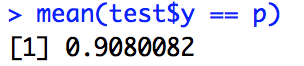 > mean(test$y == p)
[1] 0.9080082